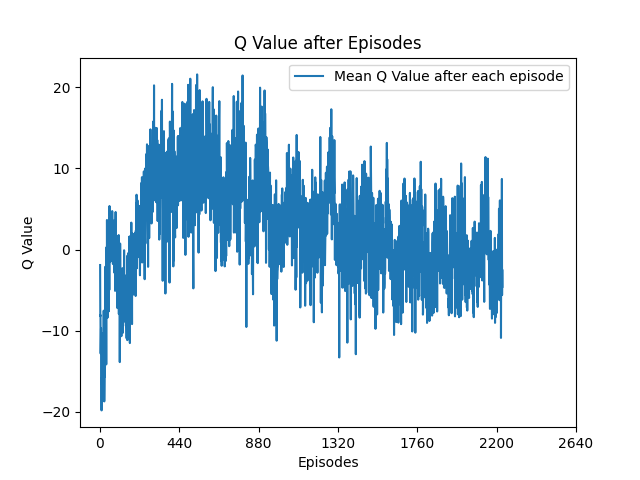 Q Value after Episodes
Mean Q Value after each episode
20
10
0
−10
−20
Q Value
0 440 880 1320 1760 2200 2640
Episodes